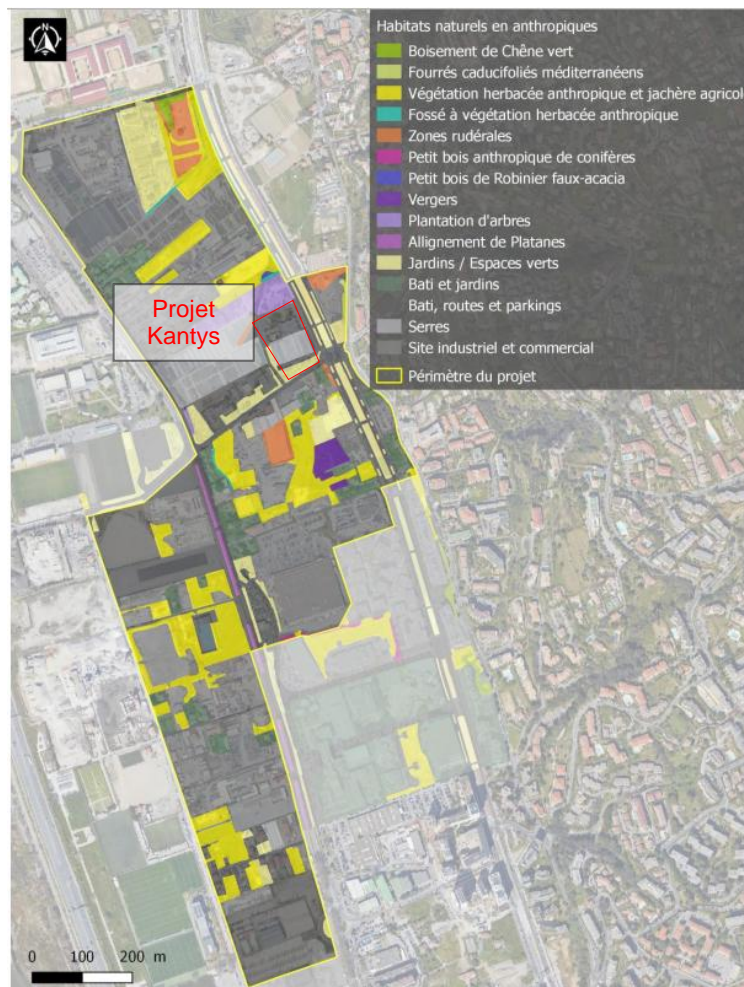 N
Habitats naturels en anthropiques
Boisement de Chêne vert
Fourrés caducifoliés méditerranéens
Végétation herbacée anthropique et jachère agricol
Fossé à végétation herbacée anthropique
Zones rudérales
Petit bois anthropique de conifères
Petit bois de Robinier faux-acacia
Vergers
Plantation d'arbres
Allignement de Platanes
Jardins / Espaces verts
Bati et jardins
Bati, routes et parkings
Serres
Site industriel et commercial
Périmètre du projet
Projet
Kantys
0 100 200 m